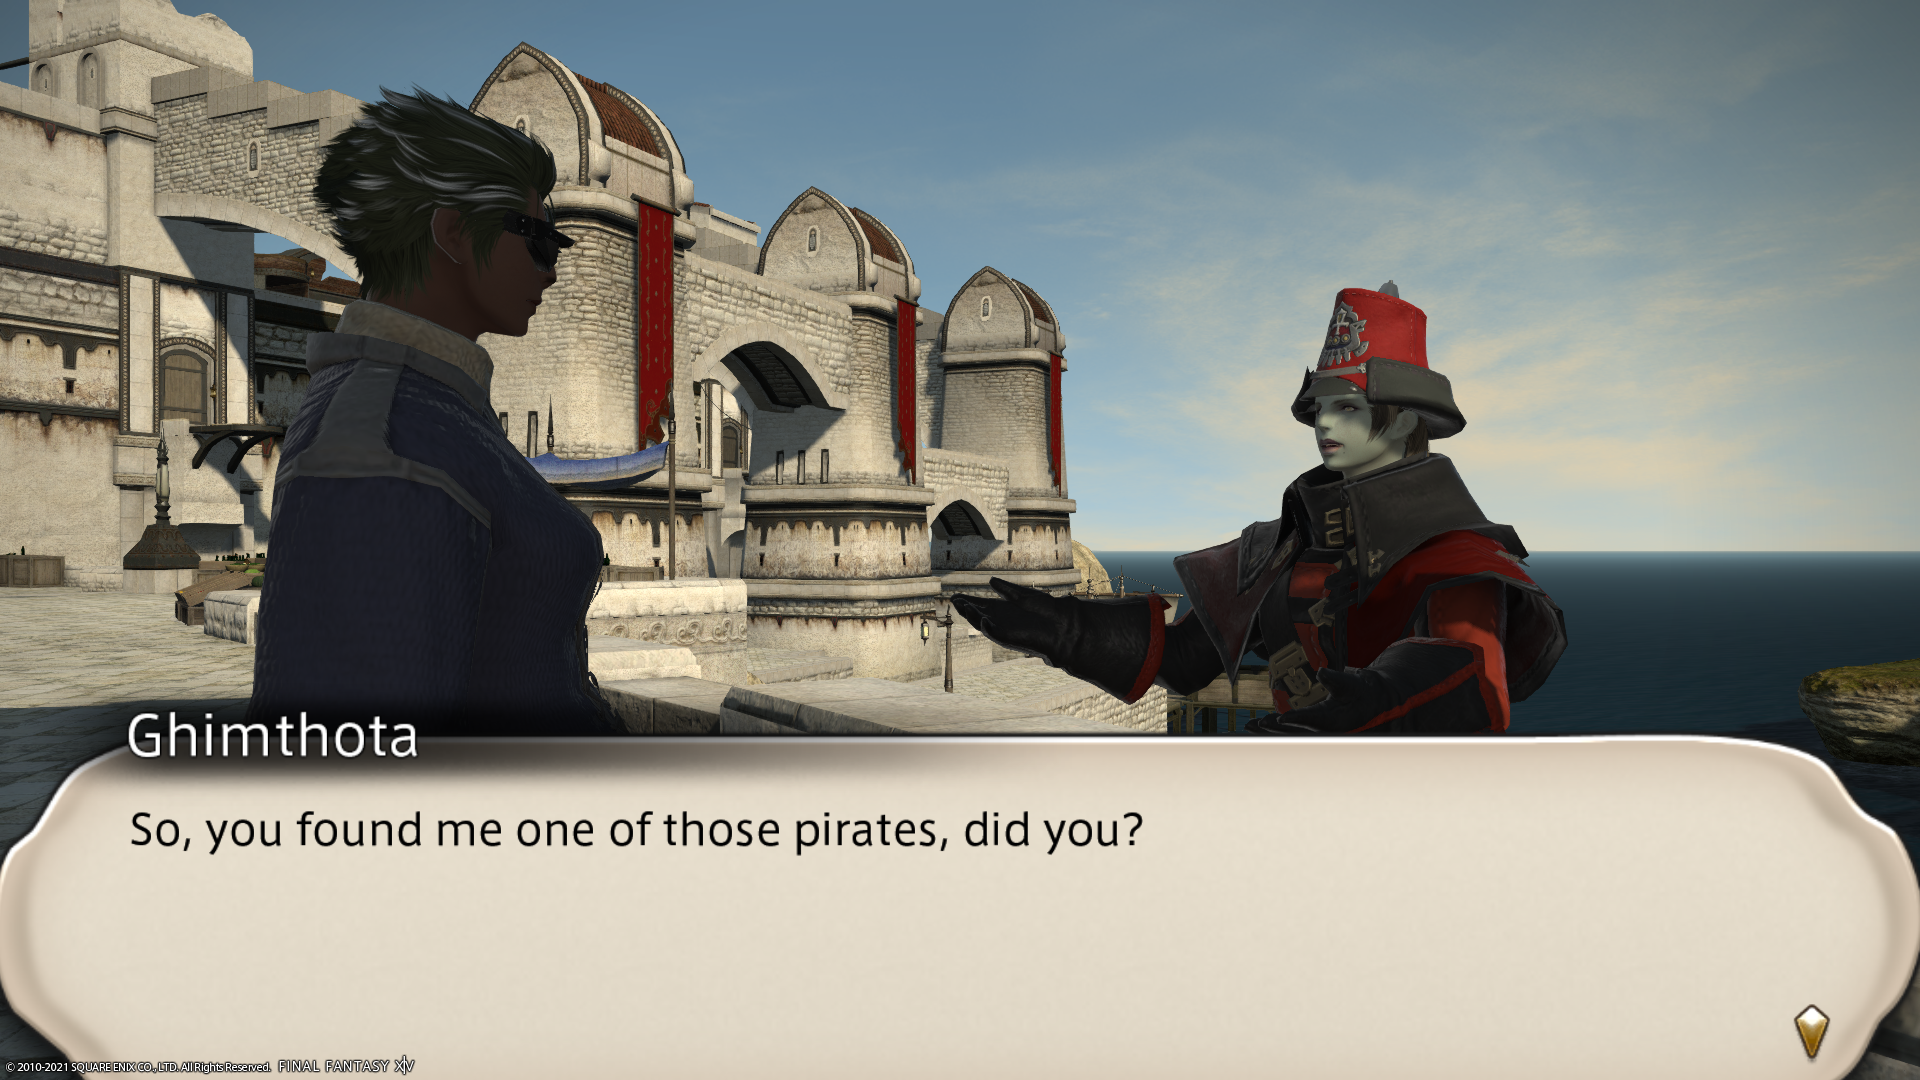 Ghimthota
So, you found me one of those pirates, did you?
© 2010-2021 SQUARE ENIX CO., LTD. All Rights Reserved. FINAL FANTASY XIV